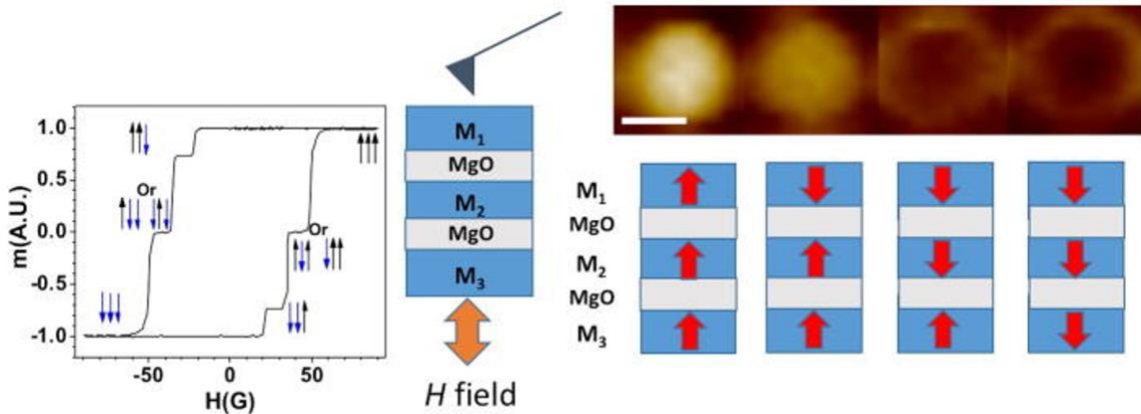 m(A.U.)
1.0
0.5
0.0
-0.5
-1.0
Or
Or
-50
0
50
H(G)
M₁
MgO
M₂
MgO
M₃
H field
M₁
MgO
M₂
MgO
M₃